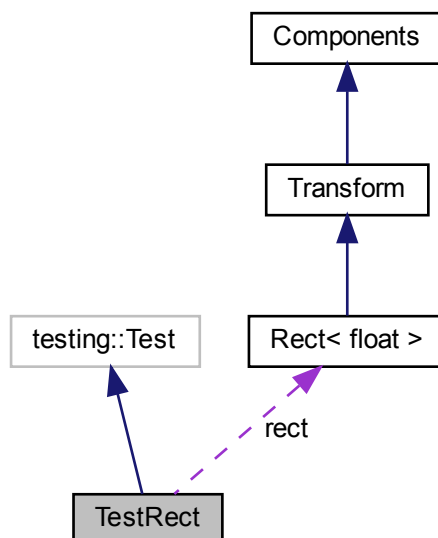 Components
Transform
testing::Test
Rect< float >
rect
TestRect